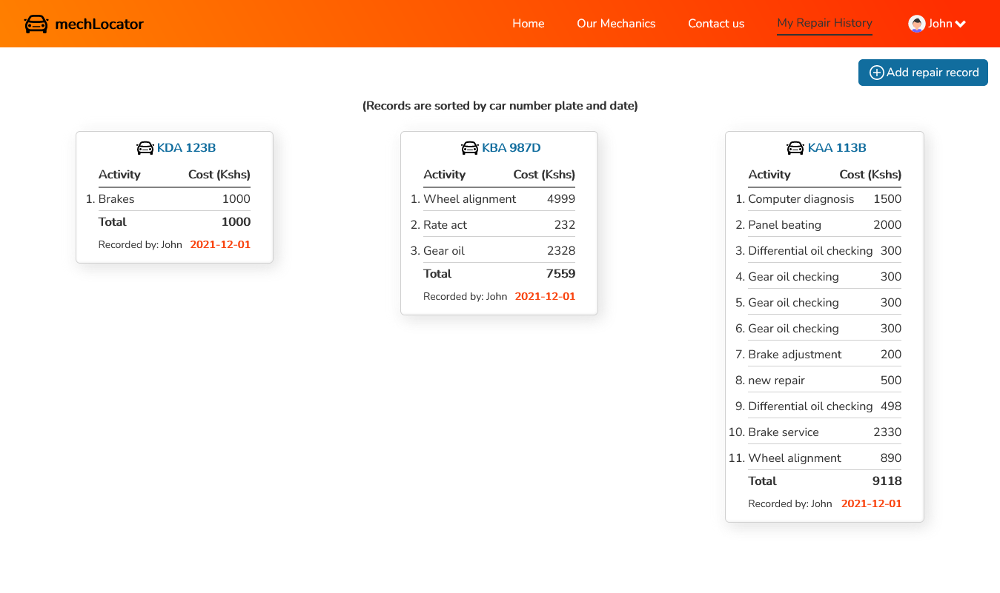 mechLocator
Home Our Mechanics Contact us My Repair History John
Add repair record
(Records are sorted by car number plate and date)
KDA 123B
Activity Cost (Kshs)
1. Brakes 1000
Total 1000
Recorded by: John 2021-12-01
KBA 987D
Activity Cost (Kshs)
1. Wheel alignment 4999
2. Rate act 232
3. Gear oil 2328
Total 7559
Recorded by: John 2021-12-01
KAA 113B
Activity Cost (Kshs)
1. Computer diagnosis 1500
2. Panel beating 2000
3. Differential oil checking 300
4. Gear oil checking 300
5. Gear oil checking 300
6. Gear oil checking 300
7. Brake adjustment 200
8. new repair 500
9. Differential oil checking 498
10. Brake service 2330
11. Wheel alignment 890
Total 9118
Recorded by: John 2021-12-01